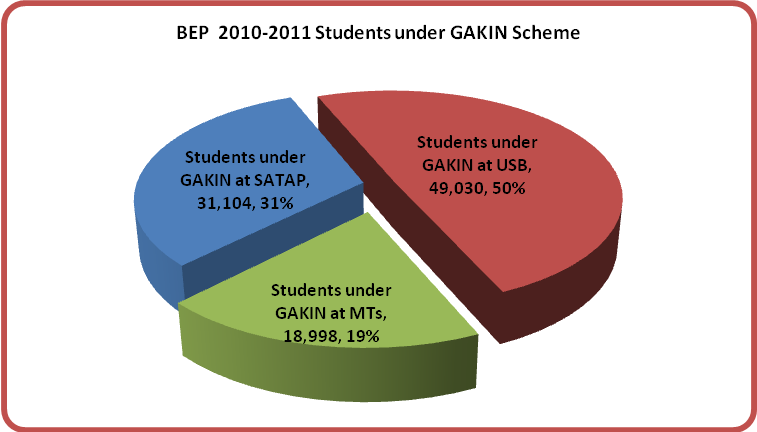 BEP 2010-2011 Students under GAKIN Scheme
Students under
GAKIN at USB,
49,030, 50%
Students under
GAKIN at SATAP,
31,104, 31%
Students under
GAKIN at MTs,
18,998, 19%